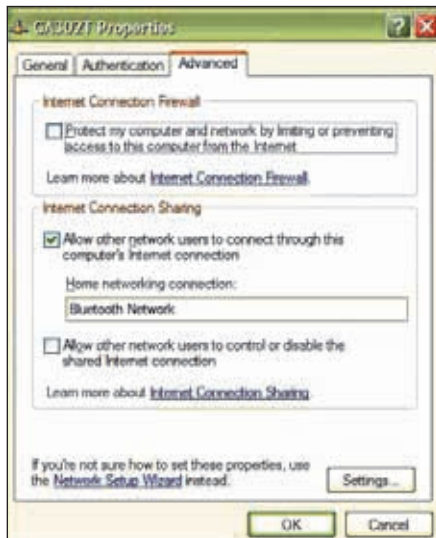 GA302T Properties
General
Authentication
Advanced
Internet Connection Firewall
Protect my computer and network by limiting or preventing
access to this computer from the Internet
Learn more about Internet Connection Firewall.
Internet Connection Sharing
Allow other network users to connect through this
computer's Internet connection
Home networking connection:
Bluetooth Network
Allow other network users to control or disable the
shared Internet connection
Learn more about Internet Connection Sharing.
If you're not sure how to set these properties, use
the Network Setup Wizard instead.
Settings...
OK
Cancel